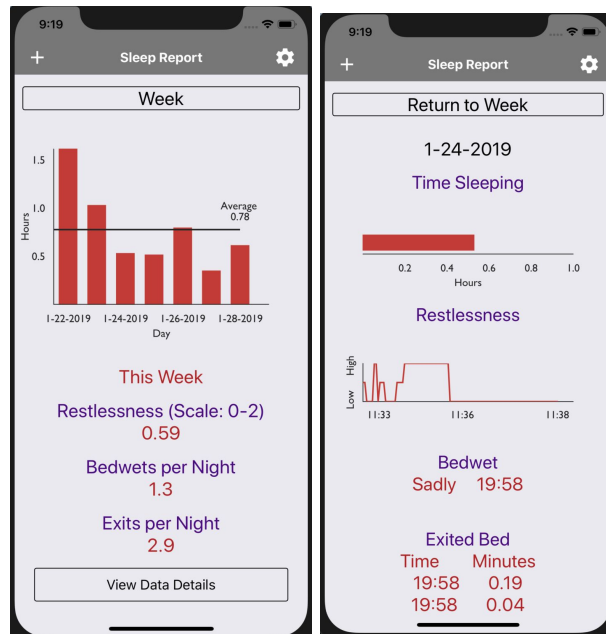 9:19
Sleep Report
Week
1.5
1.0
0.5
Hours
Average
0.78
1-22-2019 1-24-2019 1-26-2019 1-28-2019
Day
This Week
Restlessness (Scale: 0-2)
0.59
Bedwets per Night
1.3
Exits per Night
2.9
View Data Details
9:19
Sleep Report
Return to Week
1-24-2019
Time Sleeping
0.2 0.4 0.6 0.8 1.0
Hours
Restlessness
High
Low
11:33 11:36 11:38
Bedwet
Sadly 19:58
Exited Bed
Time Minutes
19:58 0.19
19:58 0.04